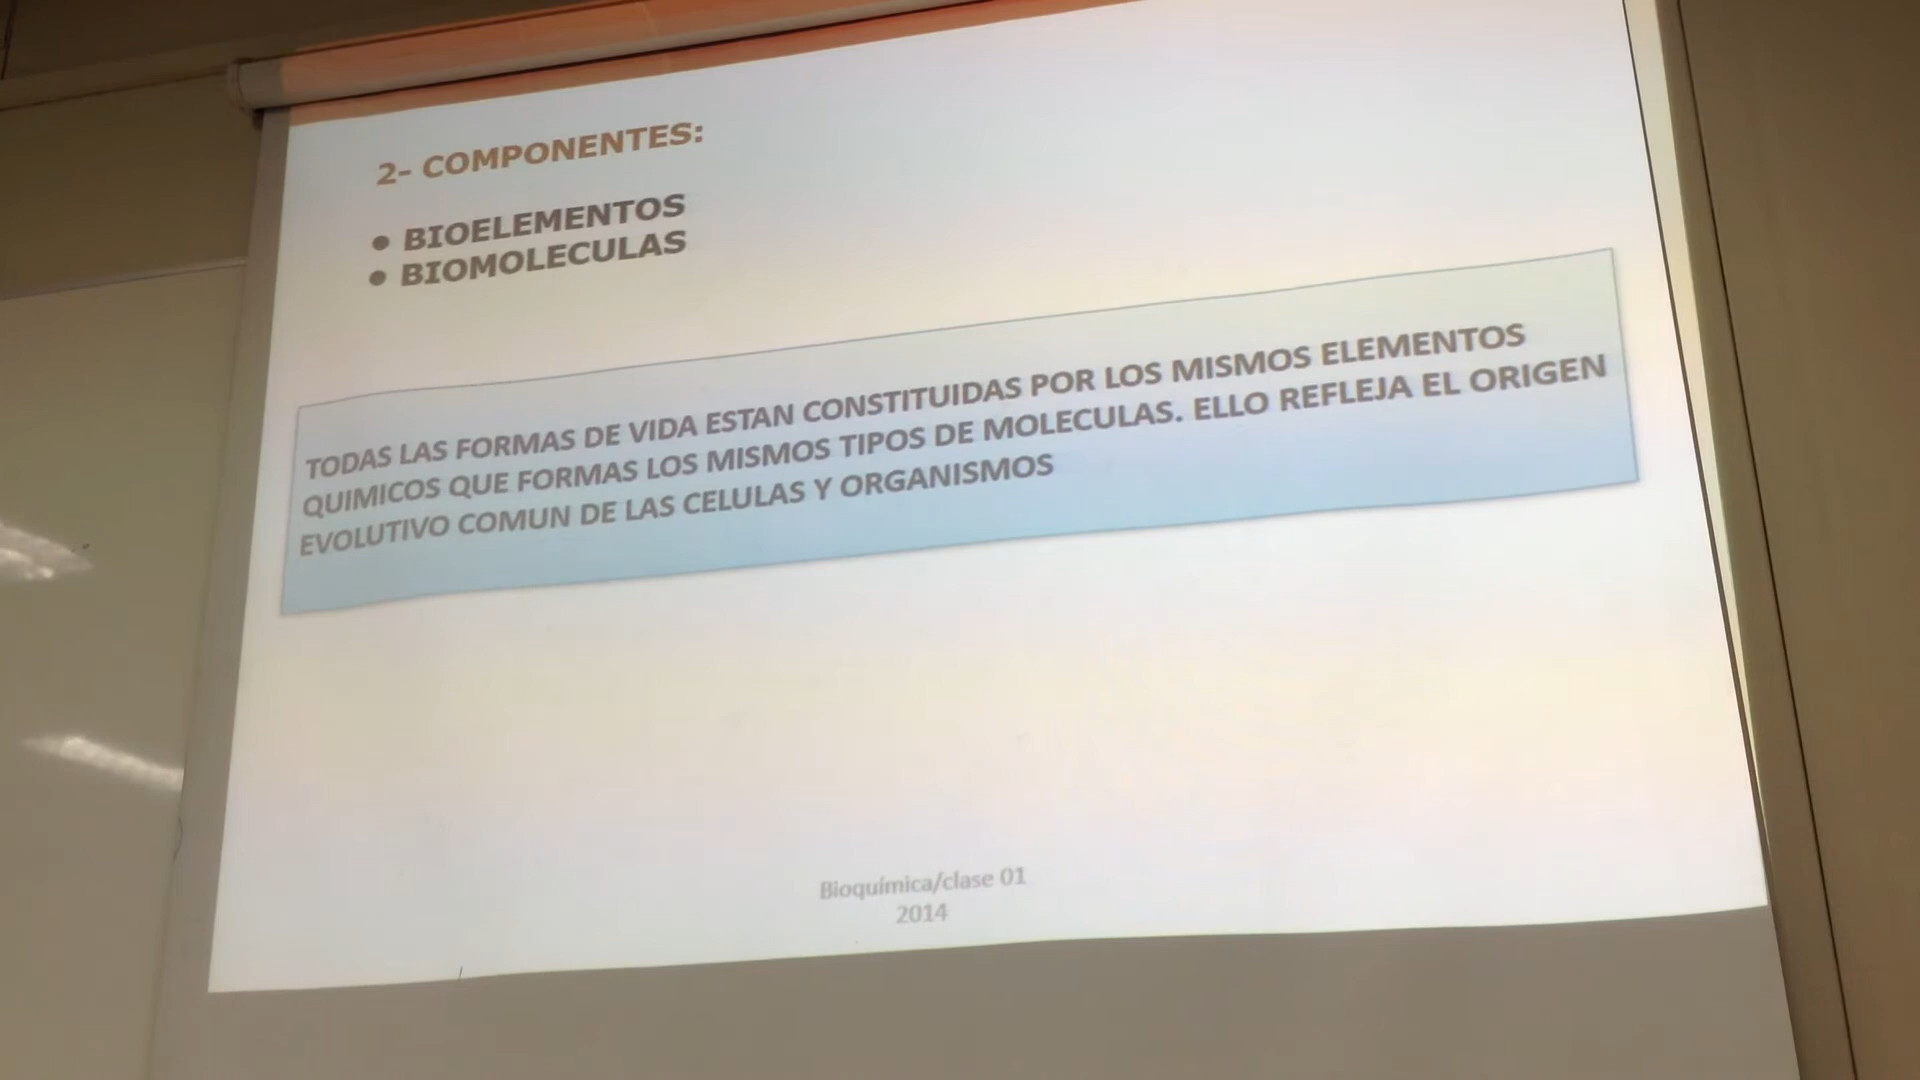 2- COMPONENTES:
● BIOELEMENTOS
● BIOMOLECULAS
TODAS LAS FORMAS DE VIDA ESTAN CONSTITUIDAS POR LOS MISMOS ELEMENTOS
QUIMICOS QUE FORMAS LOS MISMOS TIPOS DE MOLECULAS. ELLO REFLEJA EL ORIGEN
EVOLUTIVO COMUN DE LAS CELULAS Y ORGANISMOS
Bioquímica/clase 01
2014